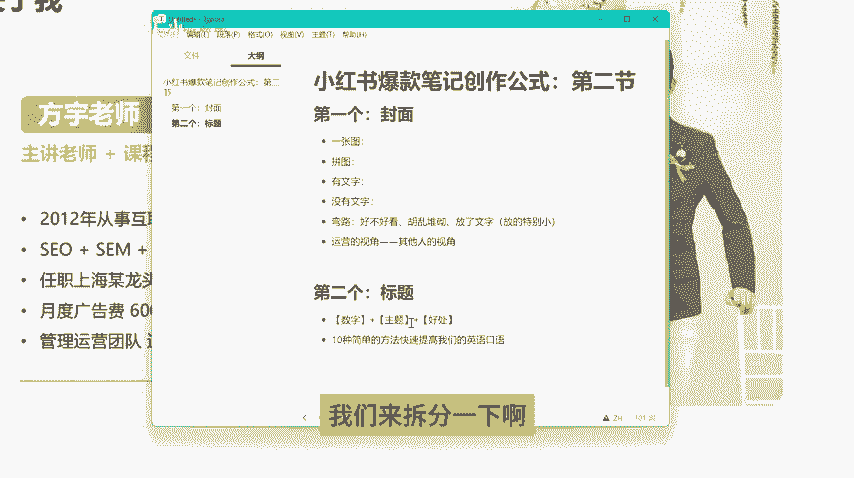 Typora
编辑(E) 段落(P) 格式(O) 视图(V) 主题(T) 帮助(H)
文件 大纲
小红书爆款笔记创作公式：第二
节
第一个：封面
第二个：标题
小红书爆款笔记创作公式：第二节
第一个：封面
一张图：
拼图：
有文字：
没有文字：
弯路：好不好看、胡乱堆砌、放了文字（放的特别小）
运营的视角——其他人的视角
第二个：标题
【数字】+【主题】+【好处】
10种简单的方法快速提高我们的英语口语
方宇老师
主讲老师 + 课程
2012年从事互联
SEO + SEM +
任职上海某龙头
月度广告费 600
管理运营团队
我们来拆分一下啊